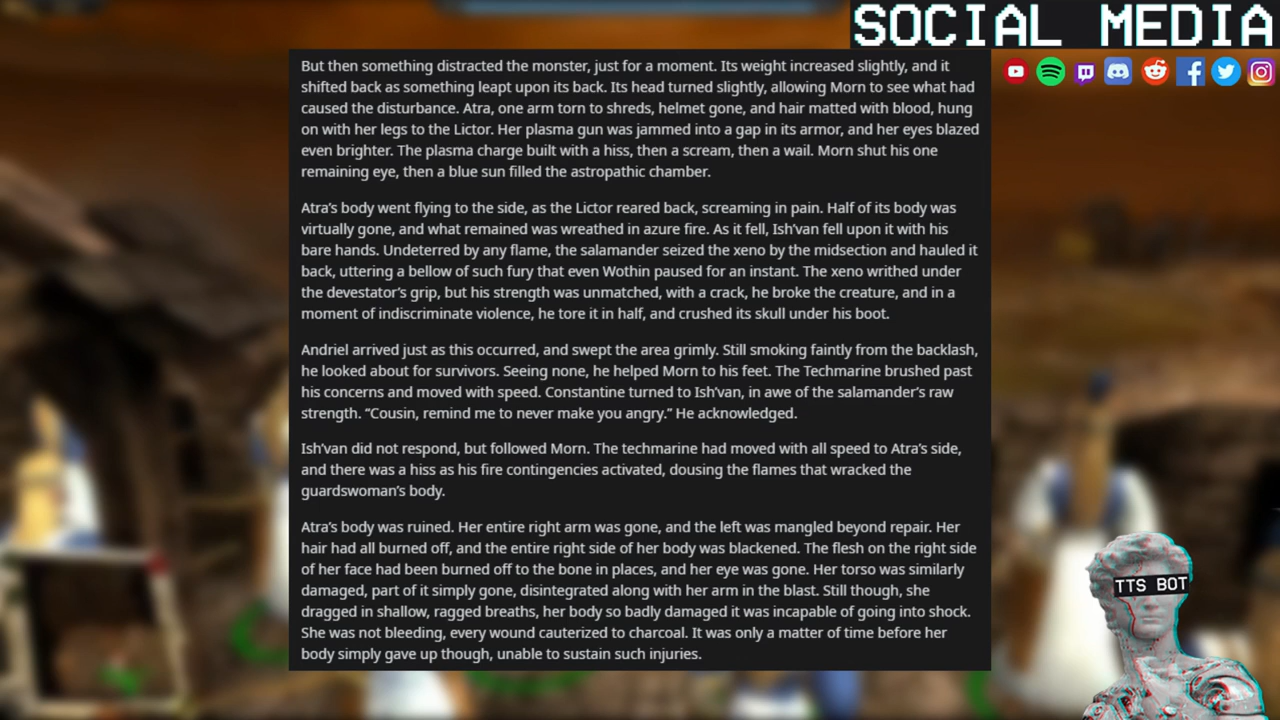 SOCIAL MEDIA
But then something distracted the monster, just for a moment. Its weight increased slightly, and it
shifted back as something leapt upon its back. Its head turned slightly, allowing Morn to see what had
caused the disturbance. Atra, one arm torn to shreds, helmet gone, and hair matted with blood, hung
on with her legs to the Lictor. Her plasma gun was jammed into a gap in its armor, and her eyes blazed
even brighter. The plasma charge built with a hiss, then a scream, then a wail. Morn shut his one
remaining eye, then a blue sun filled the astropathic chamber.
Atra’s body went flying to the side, as the Lictor reared back, screaming in pain. Half of its body was
virtually gone, and what remained was wreathed in azure fire. As it fell, Ish’van fell upon it with his
bare hands. Undeterred by any flame, the salamander seized the xeno by the midsection and hauled it
back, uttering a bellow of such fury that even Wothin paused for an instant. The xeno writhed under
the devestator’s grip, but his strength was unmatched, with a crack, he broke the creature, and in a
moment of indiscriminate violence, he tore it in half, and crushed its skull under his boot.
Andriel arrived just as this occurred, and swept the area grimly. Still smoking faintly from the backlash,
he looked about for survivors. Seeing none, he helped Morn to his feet. The Techmarine brushed past
his concerns and moved with speed. Constantine turned to Ish’van, in awe of the salamander’s raw
strength. “Cousin, remind me to never make you angry.” He acknowledged.
Ish’van did not respond, but followed Morn. The techmarine had moved with all speed to Atra’s side,
and there was a hiss as his fire contingencies activated, dousing the flames that wracked the
guardswoman’s body.
Atra’s body was ruined. Her entire right arm was gone, and the left was mangled beyond repair. Her
hair had all burned off, and the entire right side of her body was blackened. The flesh on the right side
of her face had been burned off to the bone in places, and her eye was gone. Her torso was similarly
damaged, part of it simply gone, disintegrated along with her arm in the blast. Still though, she
dragged in shallow, ragged breaths, her body so badly damaged it was incapable of going into shock.
She was not bleeding, every wound cauterized to charcoal. It was only a matter of time before her
body simply gave up though, unable to sustain such injuries.
TTS BOT